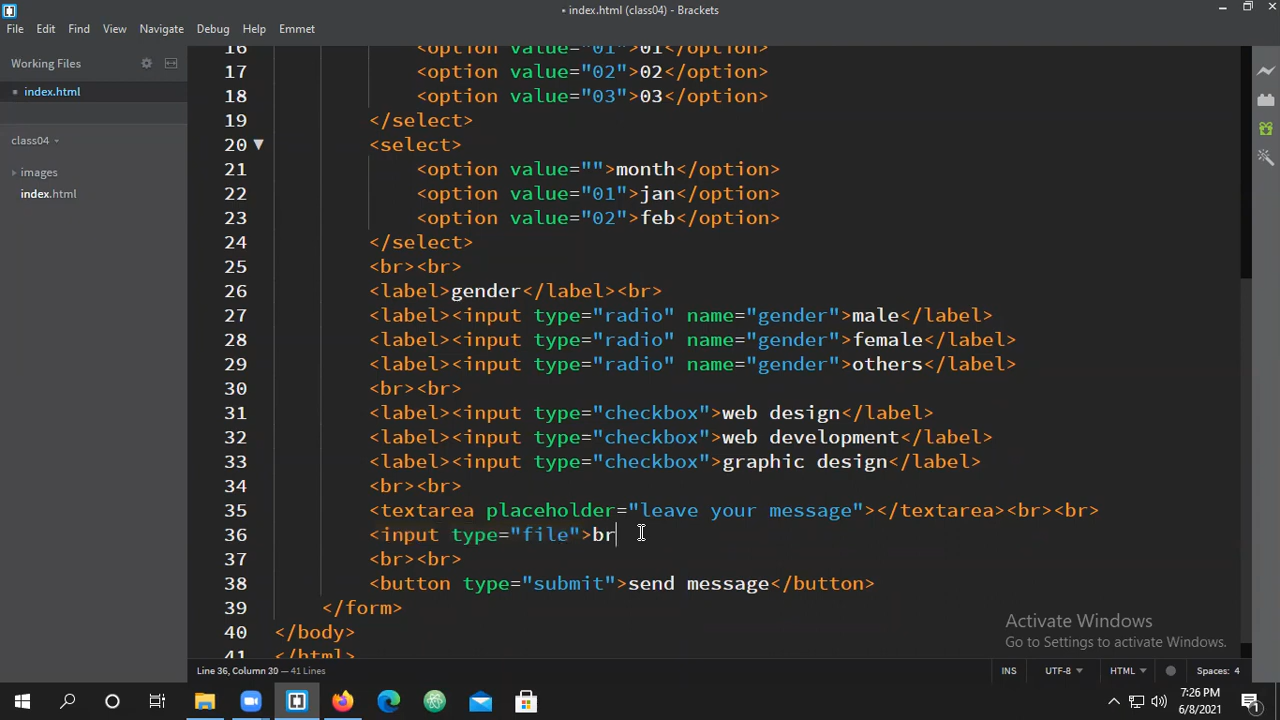 • index.html (class04) - Brackets
File Edit Find View Navigate Debug Help Emmet
Working Files
• index.html
class04
images
index.html
16 <option value="01">01</option>
17 <option value="02">02</option>
18 <option value="03">03</option>
19 </select>
20 <select>
21 <option value="">month</option>
22 <option value="01">jan</option>
23 <option value="02">feb</option>
24 </select>
25 <br><br>
26 <label>gender</label><br>
27 <label><input type="radio" name="gender">male</label>
28 <label><input type="radio" name="gender">female</label>
29 <label><input type="radio" name="gender">others</label>
30 <br><br>
31 <label><input type="checkbox">web design</label>
32 <label><input type="checkbox">web development</label>
33 <label><input type="checkbox">graphic design</label>
34 <br><br>
35 <textarea placeholder="leave your message"></textarea><br><br>
36 <input type="file">br
37 <br><br>
38 <button type="submit">send message</button>
39 </form>
40 </body>
41 </html>
Activate Windows
Go to Settings to activate Windows.
Line 36, Column 20 — 41 Lines
INS UTF-8 HTML Spaces: 4
7:26 PM
6/8/2021
1